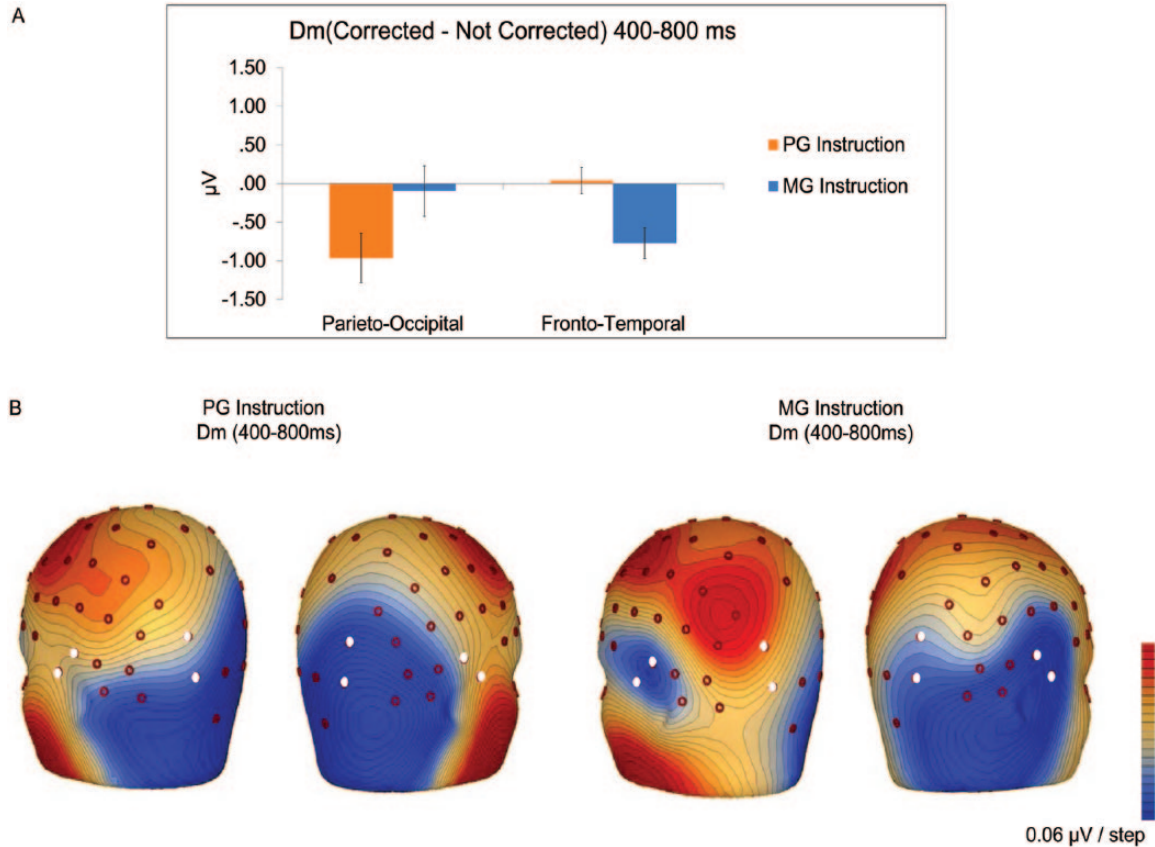 A
Dm(Corrected - Not Corrected) 400-800 ms
1.50
1.00
.50
.00
-.50
-1.00
-1.50
µV
Parieto-Occipital
Fronto-Temporal
PG Instruction
MG Instruction
B
PG Instruction
Dm (400-800ms)
MG Instruction
Dm (400-800ms)
0.06 µV / step